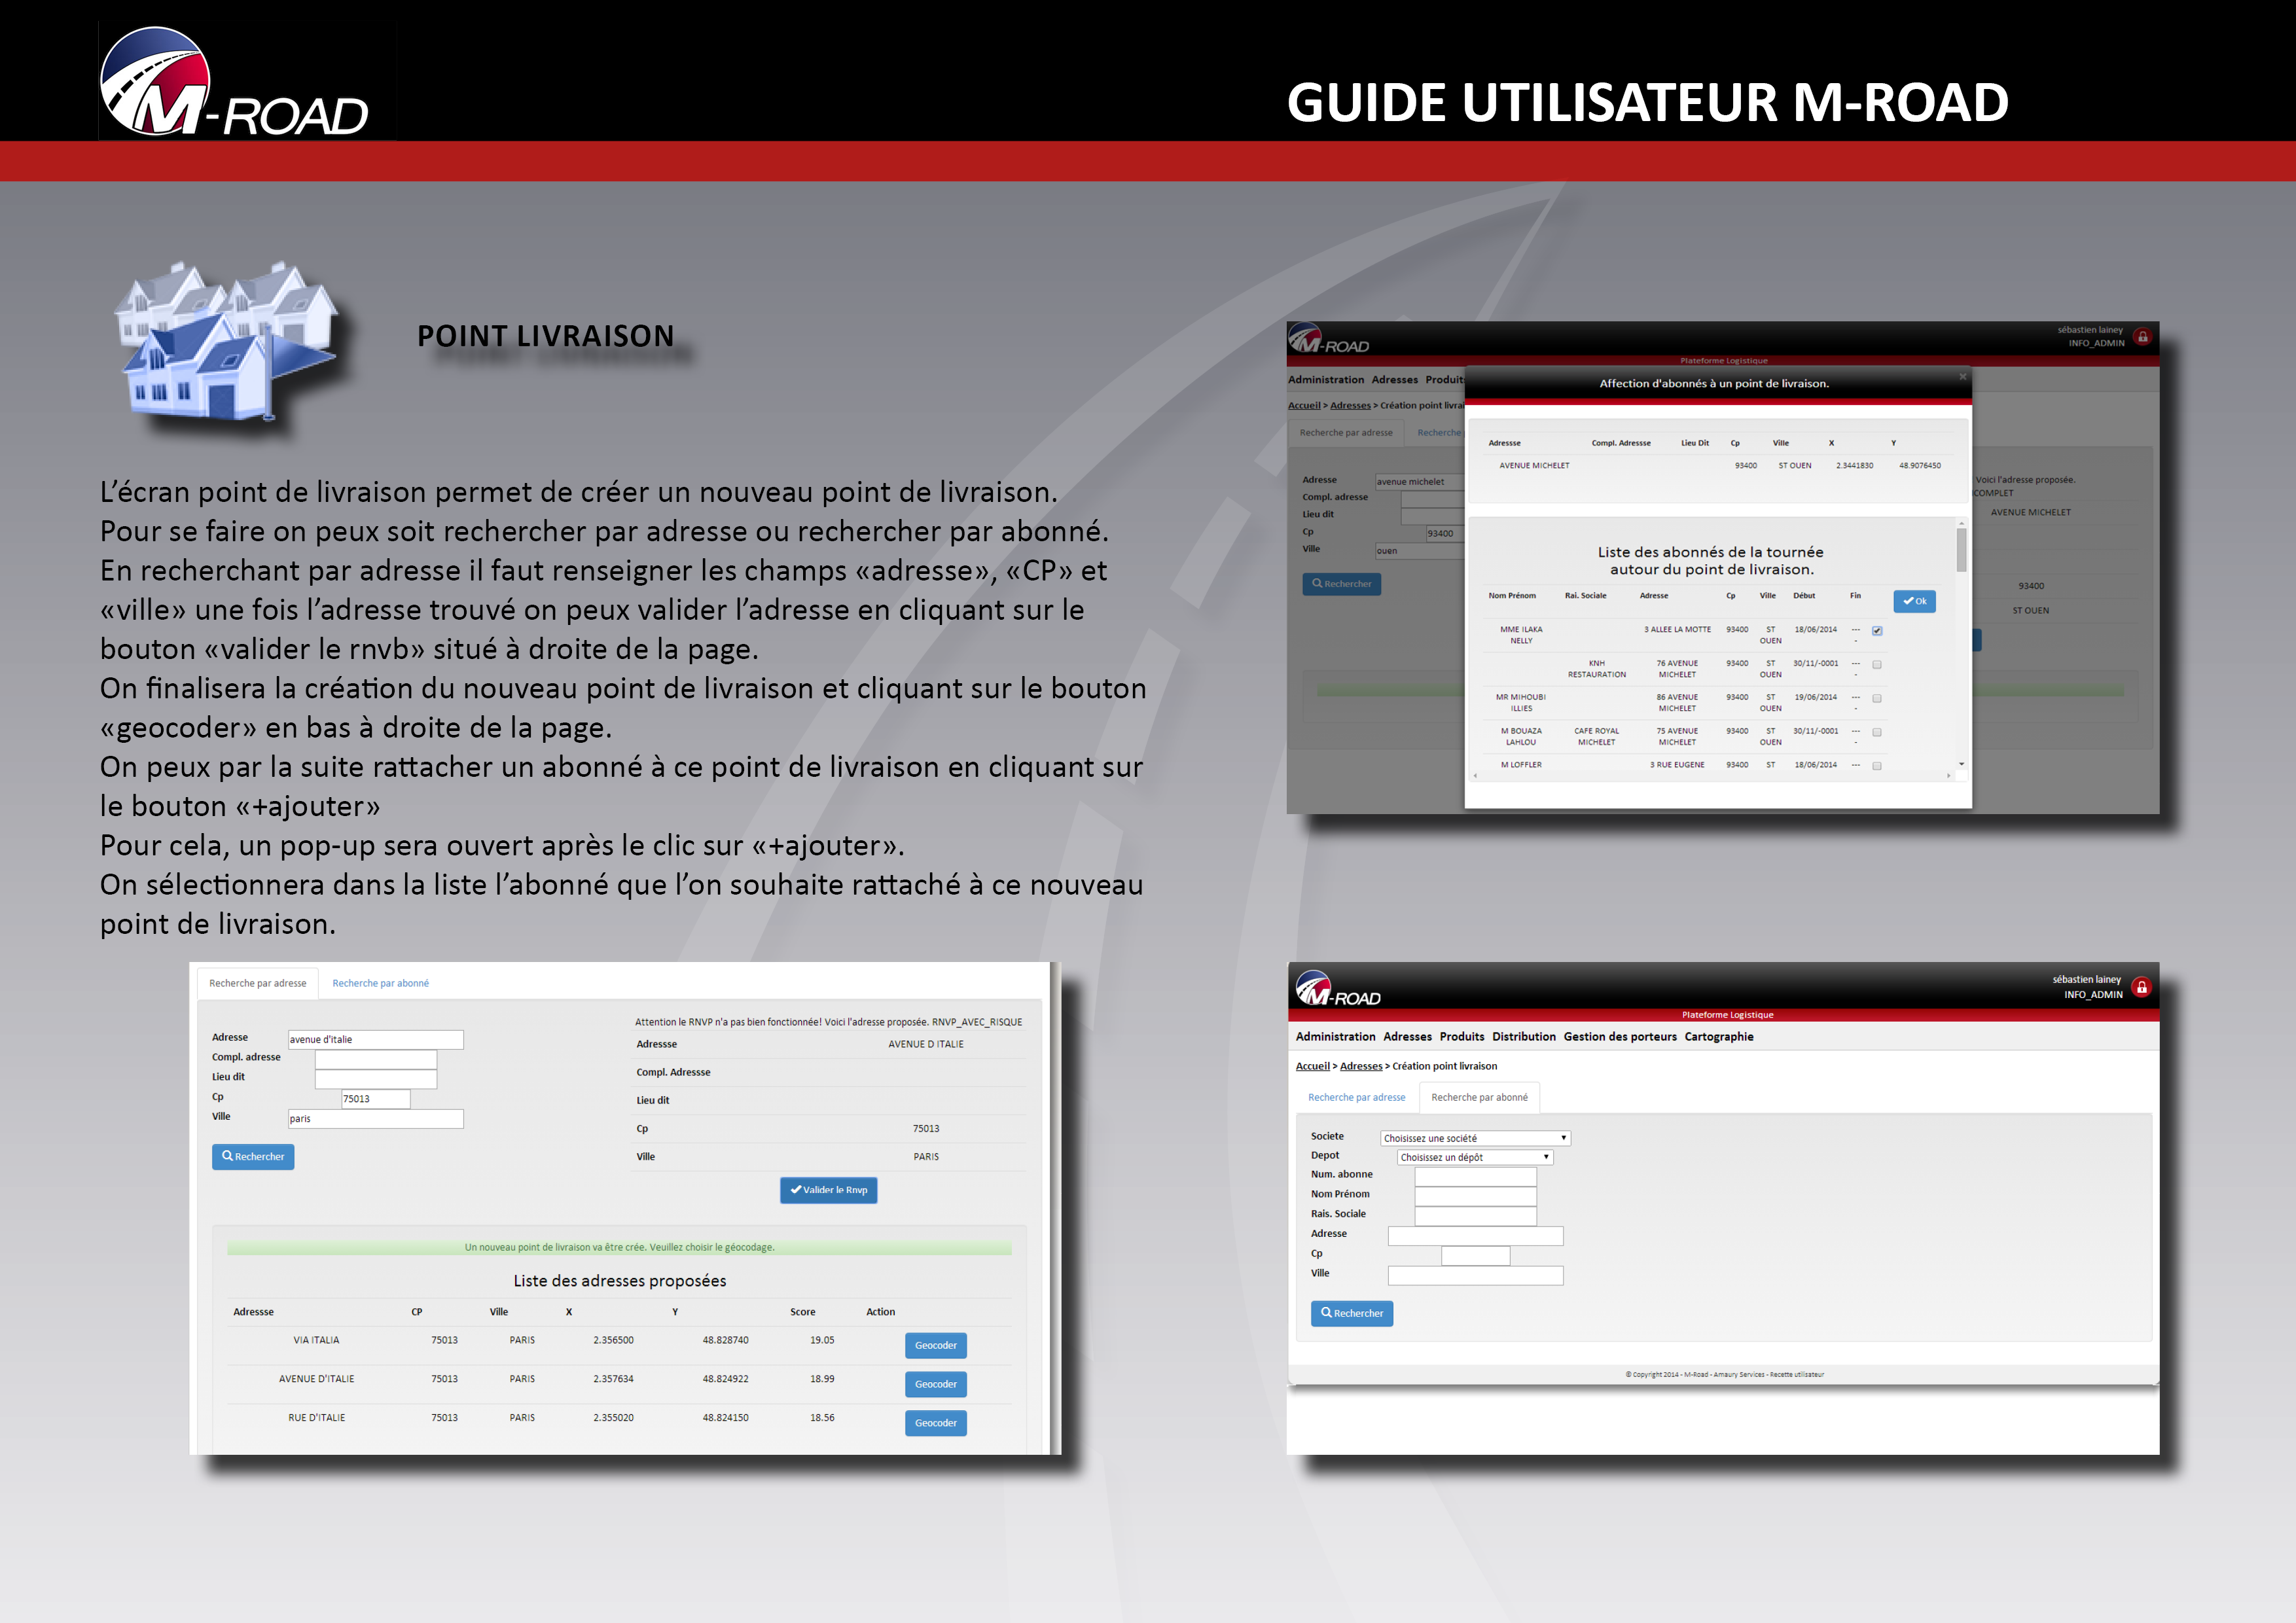 M-ROAD
GUIDE UTILISATEUR M-ROAD
POINT LIVRAISON
L’écran point de livraison permet de créer un nouveau point de livraison.
Pour se faire on peux soit rechercher par adresse ou rechercher par abonné.
En recherchant par adresse il faut renseigner les champs «adresse», «CP» et
«ville» une fois l’adresse trouvé on peux valider l’adresse en cliquant sur le
bouton «valider le rnvb» situé à droite de la page.
On finalisera la création du nouveau point de livraison et cliquant sur le bouton
«geocoder» en bas à droite de la page.
On peux par la suite rattacher un abonné à ce point de livraison en cliquant sur
le bouton «+ajouter»
Pour cela, un pop-up sera ouvert après le clic sur «+ajouter».
On sélectionnera dans la liste l’abonné que l’on souhaite rattaché à ce nouveau
point de livraison.
M-ROAD
sébastien lainey
INFO_ADMIN
Plateforme Logistique
Administration Adresses Produit
Accueil > Adresses > Création point livrai
Recherche par adresse Recherche
Adresse avenue michelet
Compl. adresse
Lieu dit
Cp 93400
Ville ouen
Rechercher
Voici l'adresse proposée.
COMPLET
AVENUE MICHELET
93400
ST OUEN
Affection d'abonnés à un point de livraison.
Adressse Compl. Adressse Lieu Dit Cp Ville X Y
AVENUE MICHELET 93400 ST OUEN 2.3441830 48.9076450
Liste des abonnés de la tournée
autour du point de livraison.
Nom Prénom Rai. Sociale Adresse Cp Ville Début Fin Ok
MME ILAKA 3 ALLEE LA MOTTE 93400 ST 18/06/2014 ---
NELLY OUEN -
KNH 76 AVENUE 93400 ST 30/11/-0001 ---
RESTAURATION MICHELET OUEN -
MR MIHOUBI 86 AVENUE 93400 ST 19/06/2014 ---
ILLIES MICHELET OUEN -
M BOUAZA CAFE ROYAL 75 AVENUE 93400 ST 30/11/-0001 ---
LAHLOU MICHELET MICHELET OUEN -
M LOFFLER 3 RUE EUGENE 93400 ST 18/06/2014 ---
Recherche par adresse Recherche par abonné
Adresse avenue d'italie
Compl. adresse
Lieu dit
Cp 75013
Ville paris
Rechercher
Attention le RNVP n'a pas bien fonctionnée! Voici l'adresse proposée. RNVP_AVEC_RISQUE
Adressse AVENUE D ITALIE
Compl. Adressse
Lieu dit
Cp 75013
Ville PARIS
Valider le Rnvp
Un nouveau point de livraison va être crée. Veuillez choisir le géocodage.
Liste des adresses proposées
Adressse CP Ville X Y Score Action
VIA ITALIA 75013 PARIS 2.356500 48.828740 19.05 Geocoder
AVENUE D'ITALIE 75013 PARIS 2.357634 48.824922 18.99 Geocoder
RUE D'ITALIE 75013 PARIS 2.355020 48.824150 18.56 Geocoder
M-ROAD
sébastien lainey
INFO_ADMIN
Plateforme Logistique
Administration Adresses Produits Distribution Gestion des porteurs Cartographie
Accueil > Adresses > Création point livraison
Recherche par adresse Recherche par abonné
Societe Choisissez une société
Depot Choisissez un dépôt
Num. abonne
Nom Prénom
Rais. Sociale
Adresse
Cp
Ville
Rechercher
© Copyright 2014 - M-Road - Amaury Services - Recette utilisateur